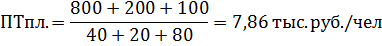 ПТпл. = (800 + 200 + 100) / (40 + 20 + 80) = 7,86 тыс.руб./чел